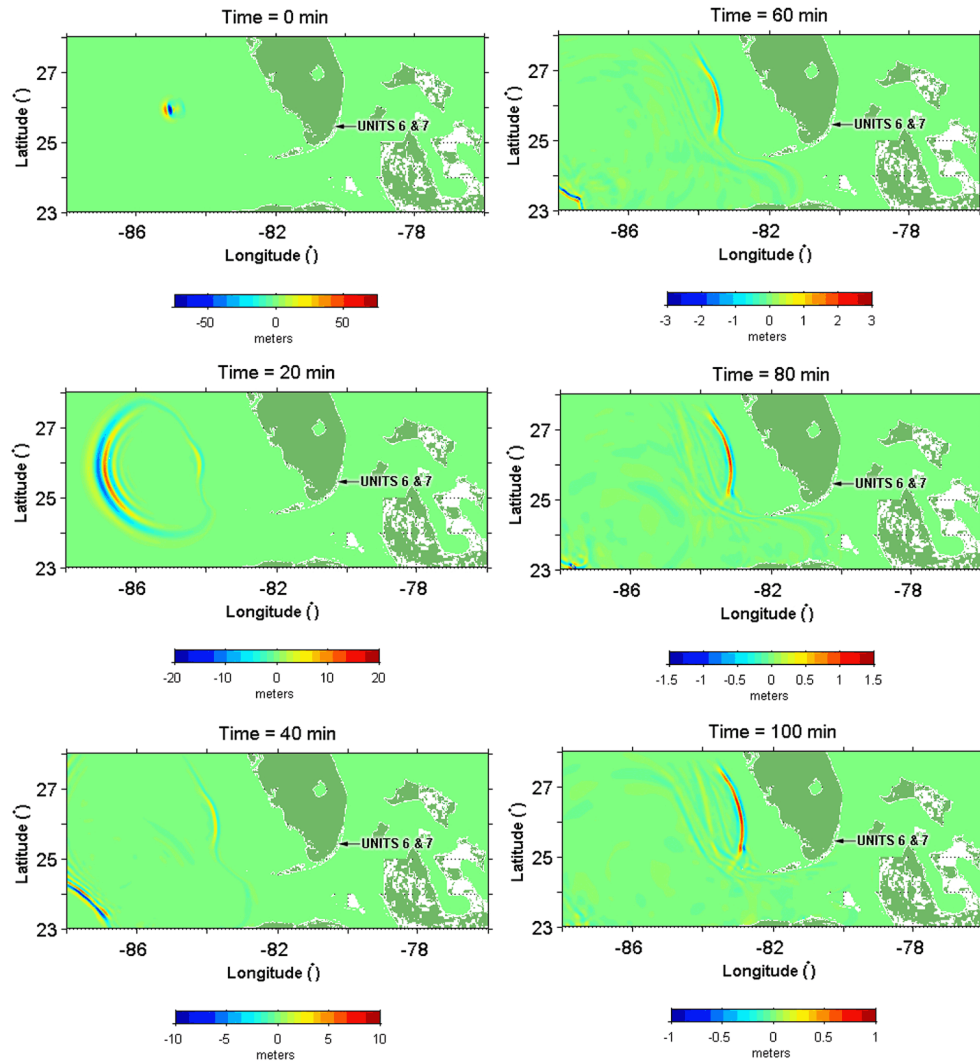 Time = 0 min
27
25
23
Latitude (°)
UNITS 6 & 7
-86
-82
-78
Longitude (°)
-50
0
50
meters
Time = 20 min
27
25
23
Latitude (°)
UNITS 6 & 7
-86
-82
-78
Longitude (°)
-20
-10
0
10
20
meters
Time = 40 min
27
25
23
Latitude (°)
UNITS 6 & 7
-86
-82
-78
Longitude (°)
-10
-5
0
5
10
meters
Time = 60 min
27
25
23
Latitude (°)
UNITS 6 & 7
-86
-82
-78
Longitude (°)
-3
-2
-1
0
1
2
3
meters
Time = 80 min
27
25
23
Latitude (°)
UNITS 6 & 7
-86
-82
-78
Longitude (°)
-1.5
-1
-0.5
0
0.5
1
1.5
meters
Time = 100 min
27
25
23
Latitude (°)
UNITS 6 & 7
-86
-82
-78
Longitude (°)
-1
-0.5
0
0.5
1
meters